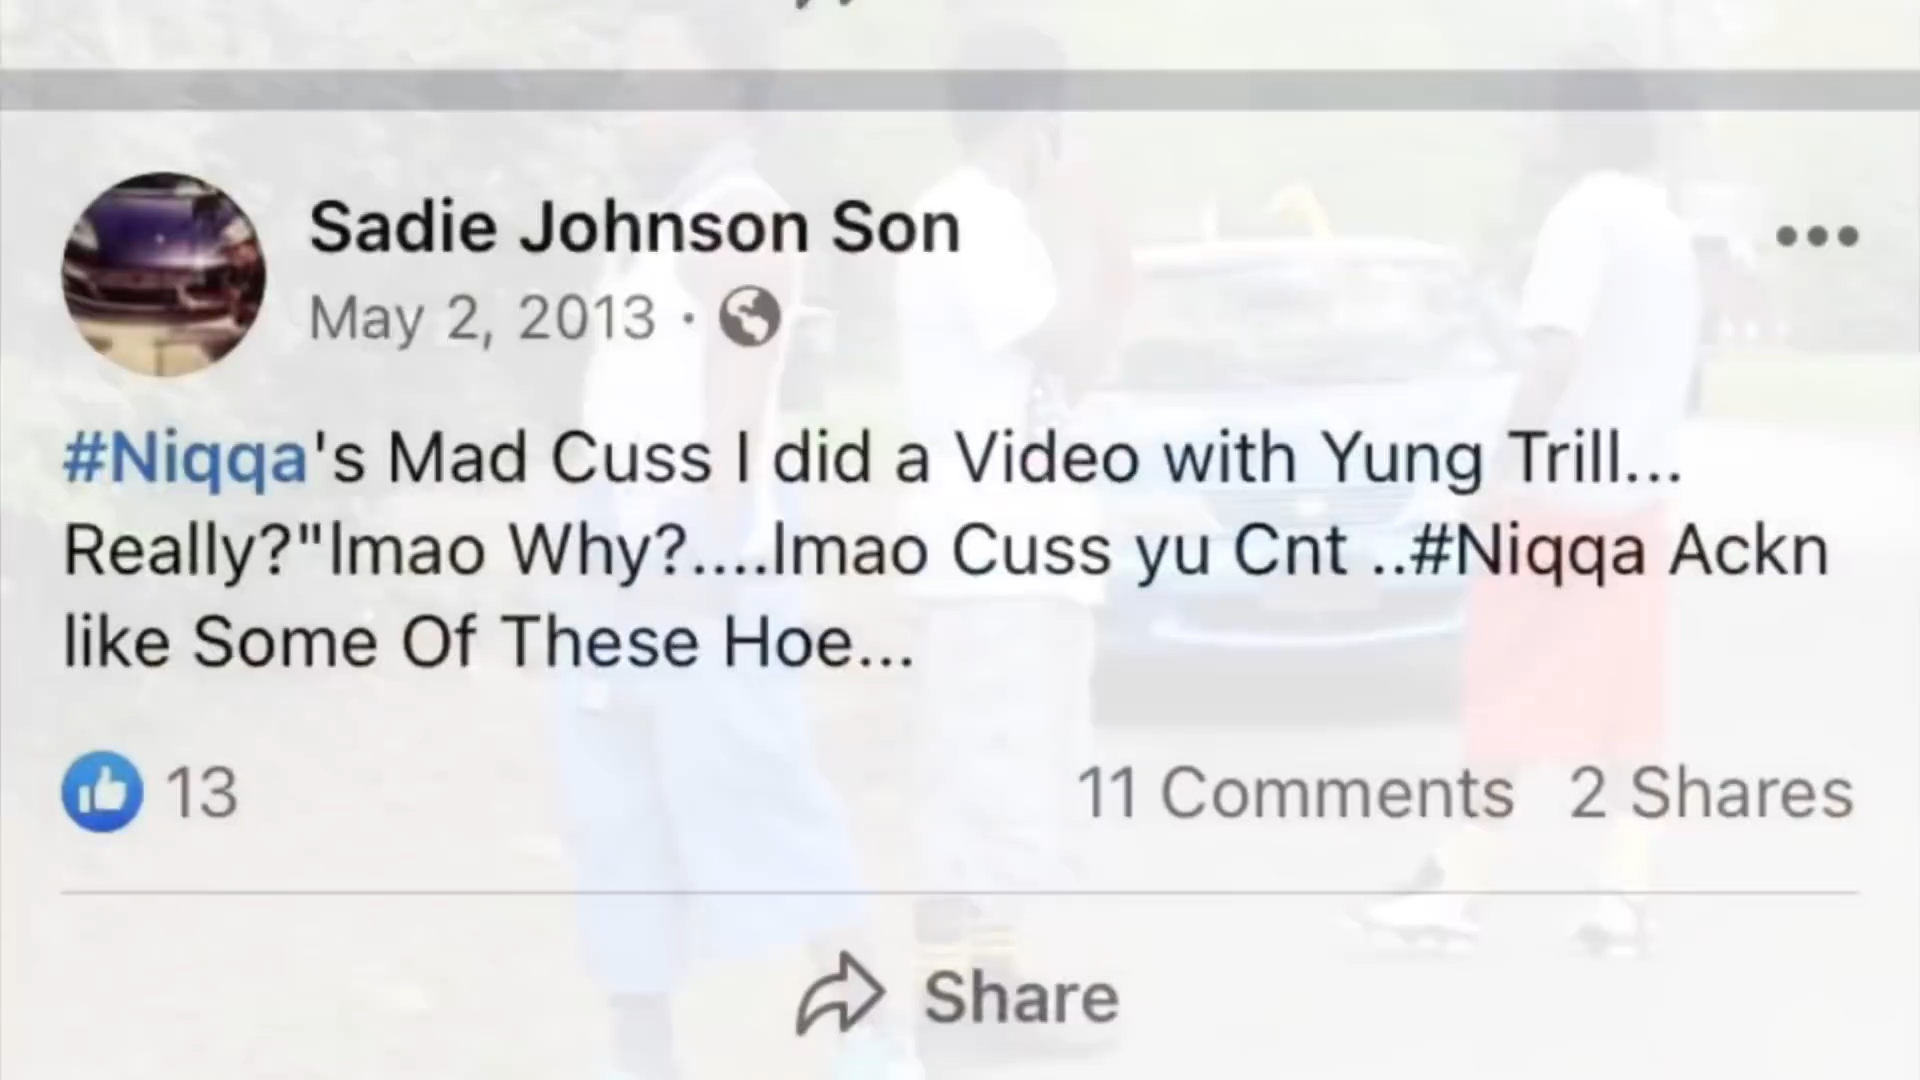 Sadie Johnson Son
May 2, 2013 ·
#Niqqa's Mad Cuss I did a Video with Yung Trill...
Really?"lmao Why?....lmao Cuss yu Cnt ..#Niqqa Ackn
like Some Of These Hoe...
13 11 Comments 2 Shares
Share